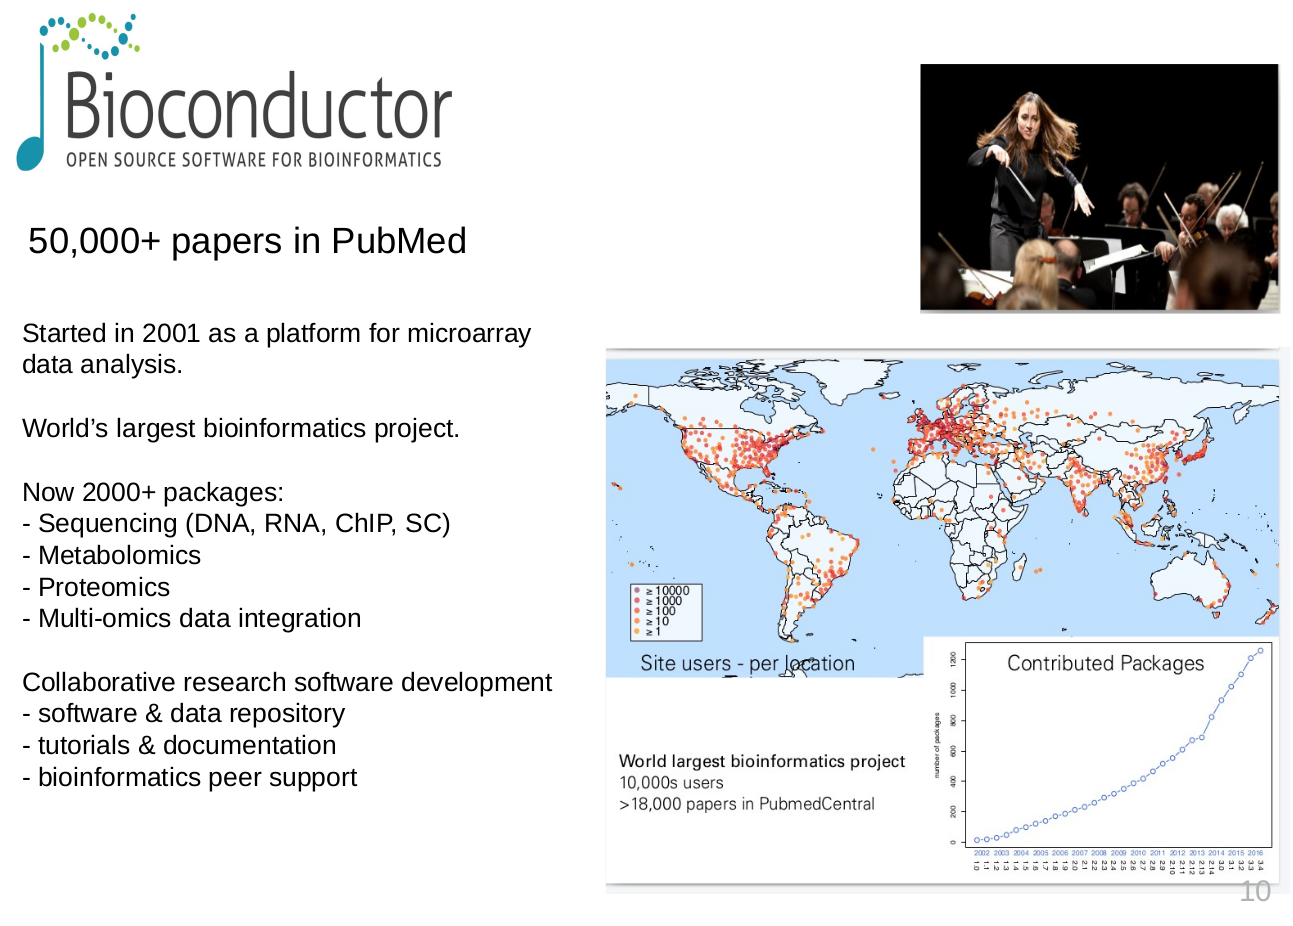 Bioconductor
OPEN SOURCE SOFTWARE FOR BIOINFORMATICS
50,000+ papers in PubMed
Started in 2001 as a platform for microarray
data analysis.
World’s largest bioinformatics project.
Now 2000+ packages:
- Sequencing (DNA, RNA, ChIP, SC)
- Metabolomics
- Proteomics
- Multi-omics data integration
Collaborative research software development
- software & data repository
- tutorials & documentation
- bioinformatics peer support
≥ 10000
≥ 1000
≥ 100
≥ 10
≥ 1
Site users - per location
World largest bioinformatics project
10,000s users
>18,000 papers in PubmedCentral
Contributed Packages
number of packages
1200
1000
800
600
400
200
0
2002 2003 2004 2005 2006 2007 2008 2009 2010 2011 2012 2013 2014 2015 2016
1.0 1.1 1.2 1.3 1.4 1.5 1.6 1.7 1.8 1.9 2.0 2.1 2.2 2.3 2.4 2.5 2.6 2.7 2.8 2.9 2.10 2.11 2.12 2.13 2.14 3.0 3.1 3.2 3.3 3.4
10